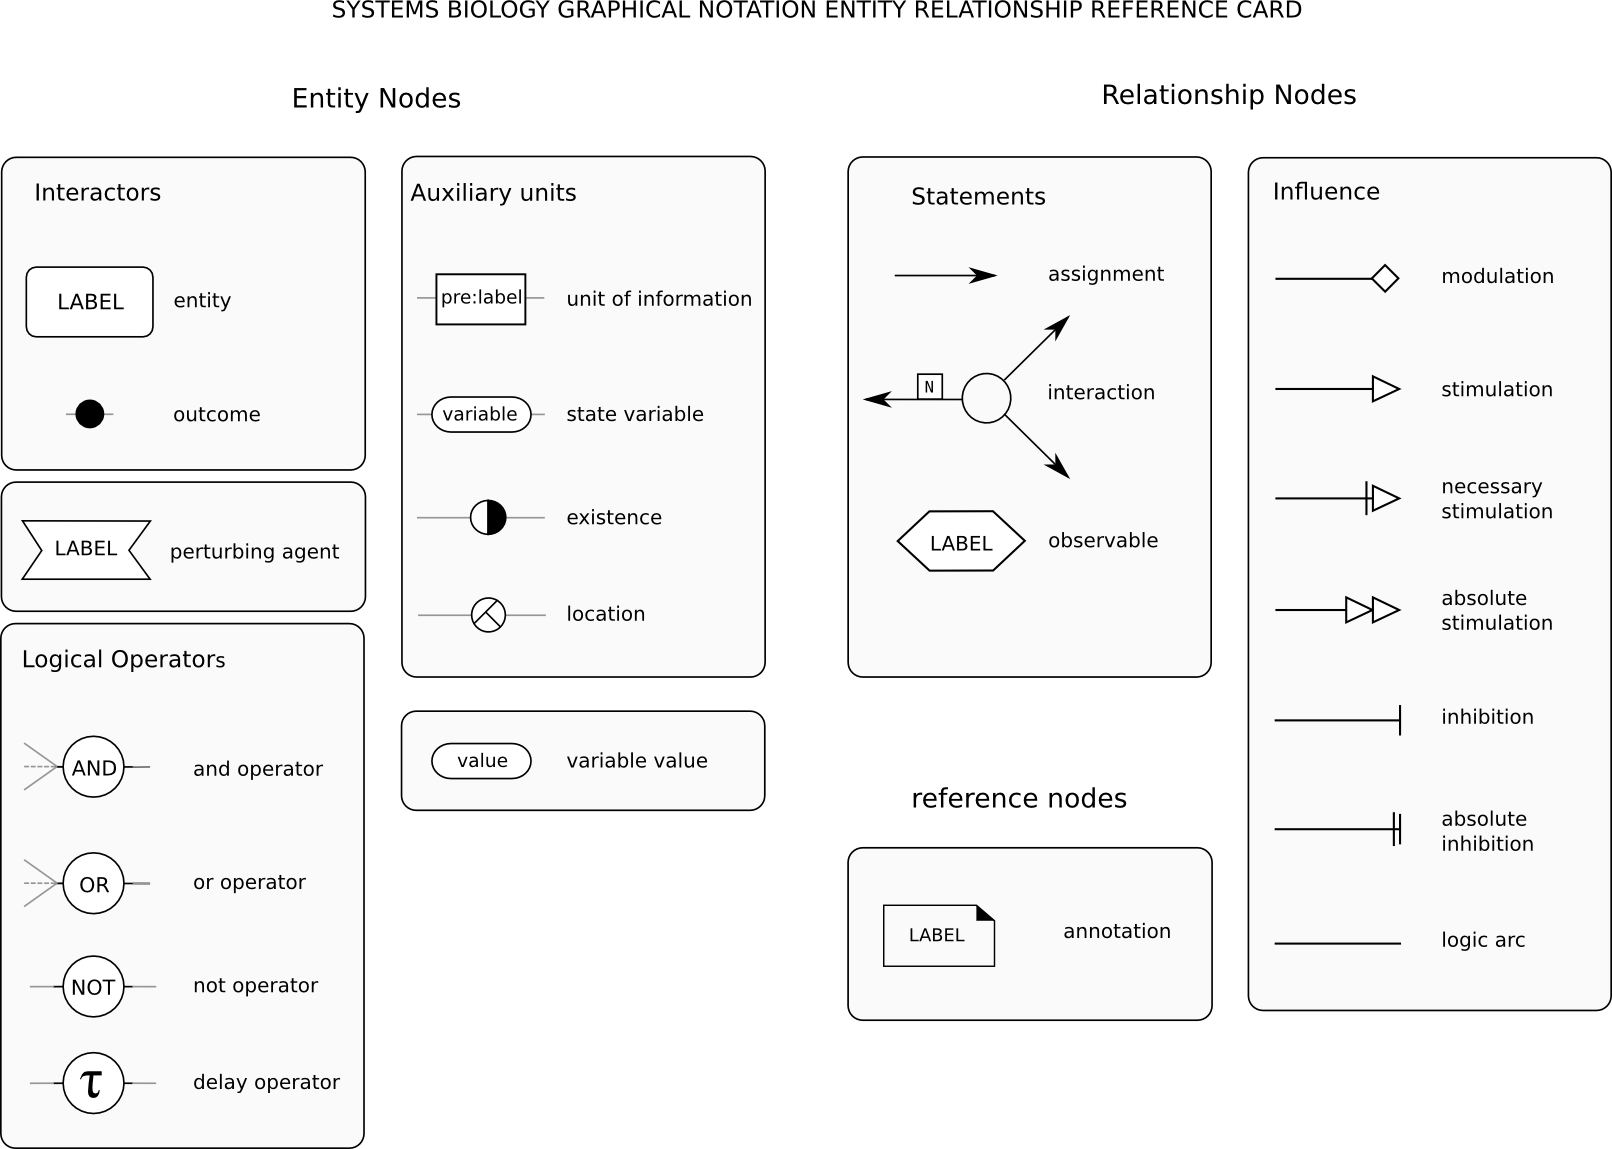 SYSTEMS BIOLOGY GRAPHICAL NOTATION ENTITY RELATIONSHIP REFERENCE CARD
Entity Nodes
Interactors
LABEL
entity
outcome
LABEL
perturbing agent
Logical Operators
AND
and operator
OR
or operator
NOT
not operator
τ
delay operator
Auxiliary units
pre:label
unit of information
variable
state variable
existence
location
value
variable value
Relationship Nodes
Statements
assignment
N
interaction
LABEL
observable
reference nodes
LABEL
annotation
Influence
modulation
stimulation
necessary
stimulation
absolute
stimulation
inhibition
absolute
inhibition
logic arc